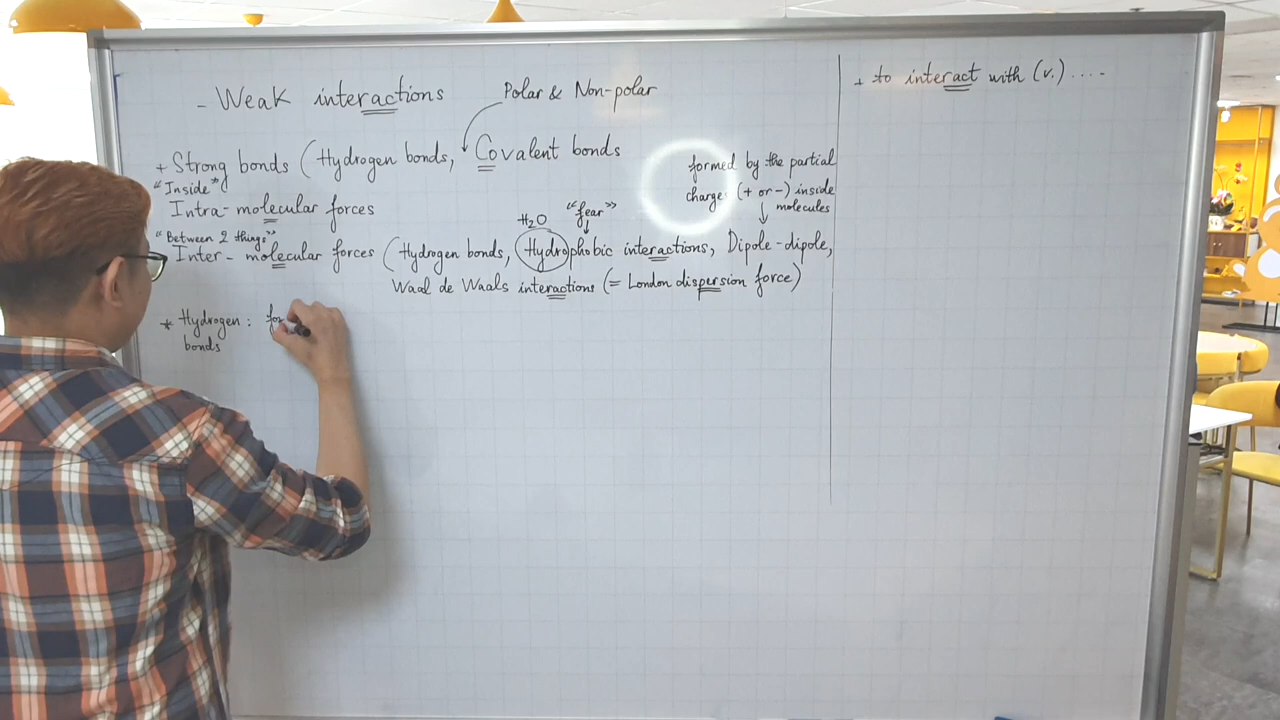 - Weak interactions
Polar & Non-polar
+ Strong bonds (Hydrogen bonds, Covalent bonds
"Inside"
Intra-molecular forces
"Between 2 things"
Inter-molecular forces (Hydrogen bonds, Hydrophobic interactions, Dipole-dipole,
H₂O
"fear"
formed by the partial
charge (+ or -) inside
molecules
Waal de Waals interactions (= London dispersion force)
* Hydrogen : for
bonds
+ to interact with (v.) ....